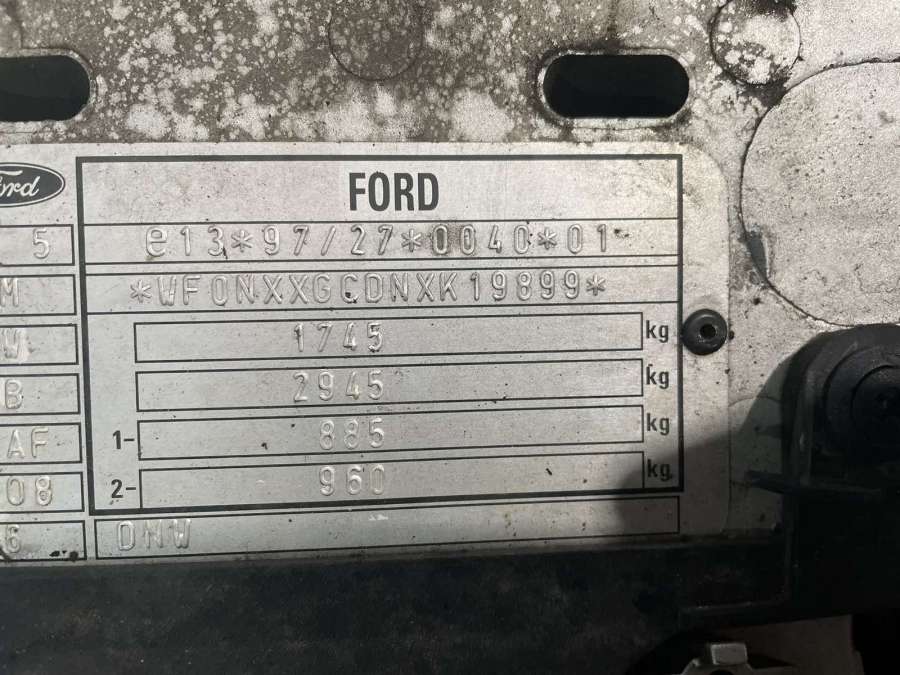 FORD
5 e13*97/27*0040*01
M *WF0NXXGCDNXK19899*
W 1745 kg
B 2945 kg
AF 1- 885 kg
08 2- 960 kg
6 DNW